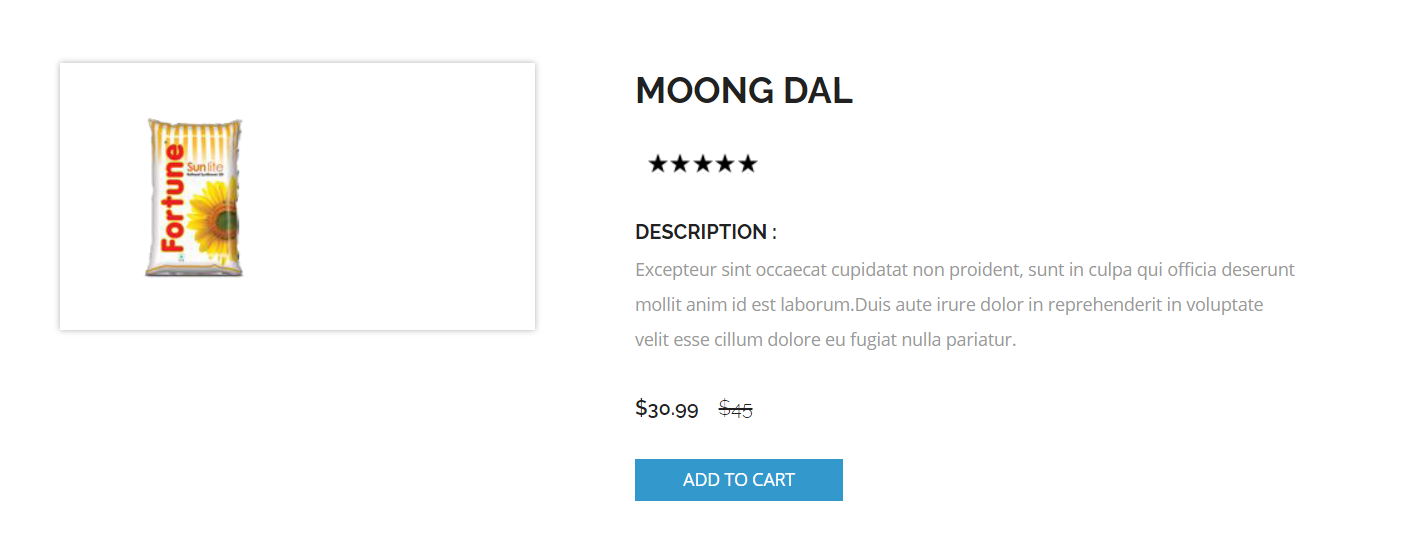 MOONG DAL
Fortune
Sunlite
DESCRIPTION :
Excepteur sint occaecat cupidatat non proident, sunt in culpa qui officia deserunt
mollit anim id est laborum.Duis aute irure dolor in reprehenderit in voluptate
velit esse cillum dolore eu fugiat nulla pariatur.
$30.99 $45
ADD TO CART